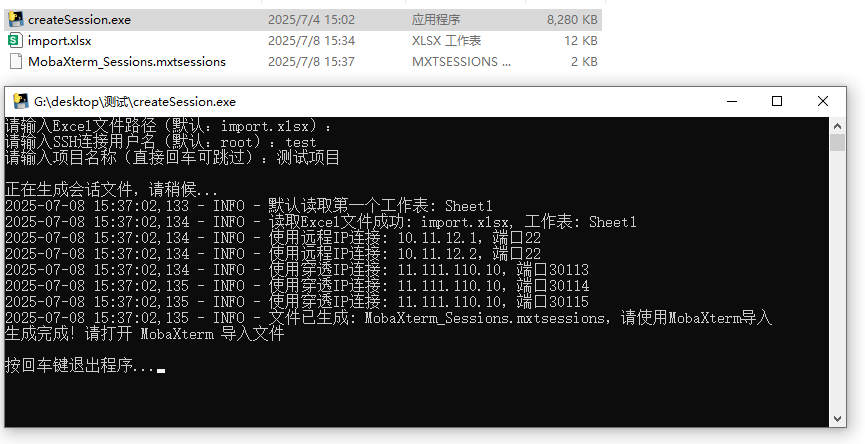 createSession.exe 2025/7/4 15:02 应用程序 8,280 KB
import.xlsx 2025/7/8 15:34 XLSX 工作表 12 KB
MobaXterm_Sessions.mxtsessions 2025/7/8 15:37 MXTSESSIONS ... 2 KB
G:\desktop\测试\createSession.exe
请输入Excel文件路径（默认：import.xlsx）：
请输入SSH连接用户名（默认：root）：test
请输入项目名称（直接回车可跳过）：测试项目
正在生成会话文件，请稍候...
2025-07-08 15:37:02,133 - INFO - 默认读取第一个工作表: Sheet1
2025-07-08 15:37:02,134 - INFO - 读取Excel文件成功: import.xlsx, 工作表: Sheet1
2025-07-08 15:37:02,134 - INFO - 使用远程IP连接: 10.11.12.1, 端口22
2025-07-08 15:37:02,134 - INFO - 使用远程IP连接: 10.11.12.2, 端口22
2025-07-08 15:37:02,134 - INFO - 使用穿透IP连接: 11.111.110.10, 端口30113
2025-07-08 15:37:02,135 - INFO - 使用穿透IP连接: 11.111.110.10, 端口30114
2025-07-08 15:37:02,135 - INFO - 使用穿透IP连接: 11.111.110.10, 端口30115
2025-07-08 15:37:02,135 - INFO - 文件已生成: MobaXterm_Sessions.mxtsessions, 请使用MobaXterm导入
生成完成！请打开 MobaXterm 导入文件
按回车键退出程序...